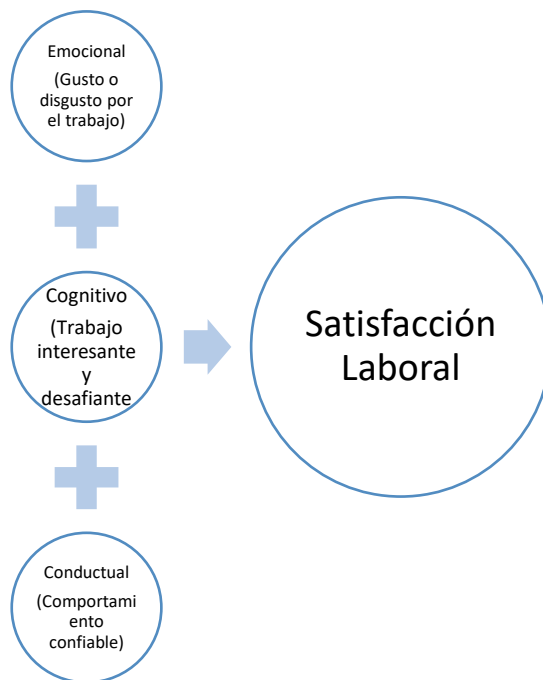 Emocional
(Gusto o
disgusto por
el trabajo)
Cognitivo
(Trabajo
interesante
y
desafiante
Satisfacción
Laboral
Conductual
(Comportami
ento
confiable)